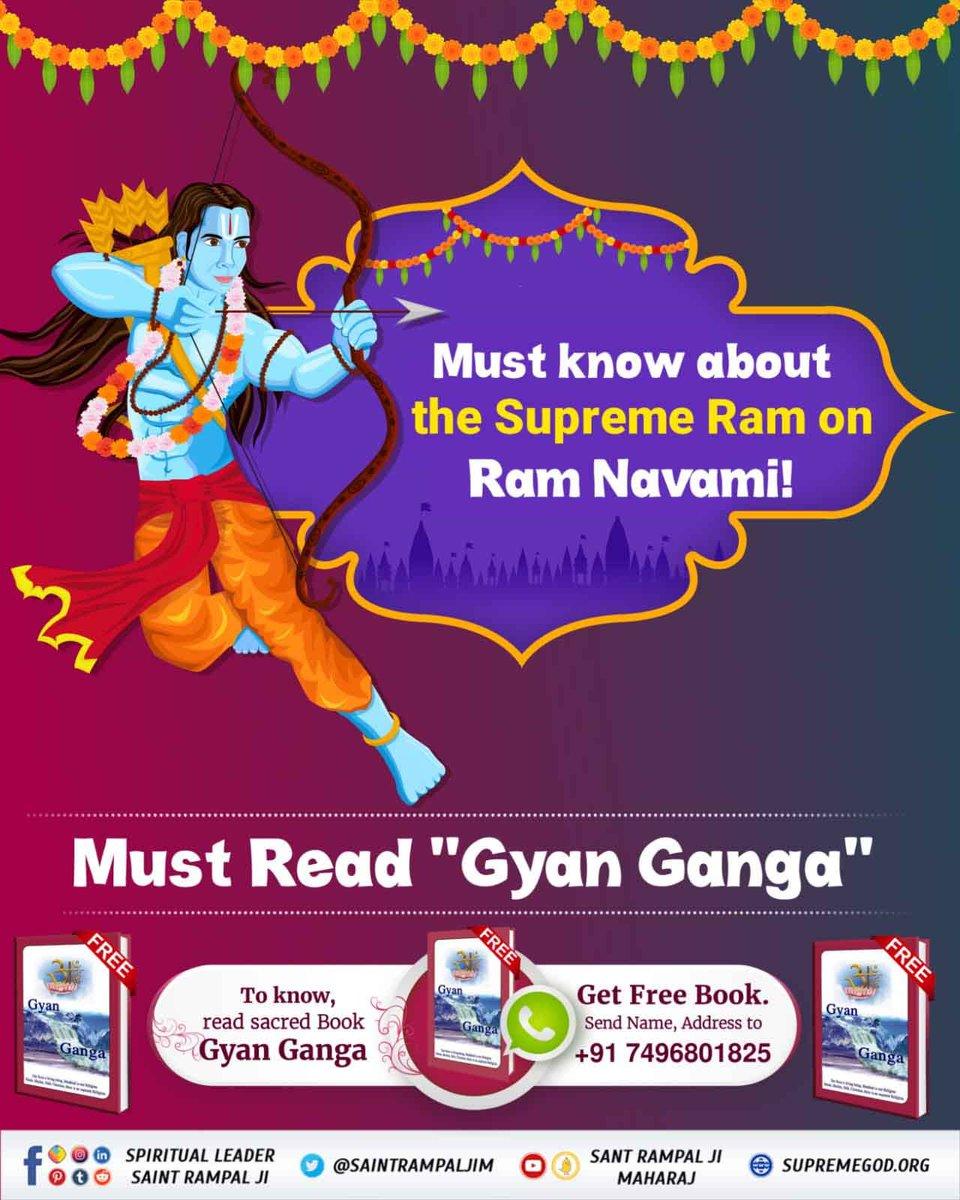 Must know about
the Supreme Ram on
Ram Navami!
Must Read "Gyan Ganga"
FREE
Gyan
Ganga
To know,
read sacred Book
Gyan Ganga
FREE
Gyan
Ganga
Get Free Book.
Send Name, Address to
+91 7496801825
FREE
Gyan
Ganga
SPIRITUAL LEADER
SAINT RAMPAL JI
@SAINTRAMPALJIM
SANT RAMPAL JI
MAHARAJ
SUPREMEGOD.ORG